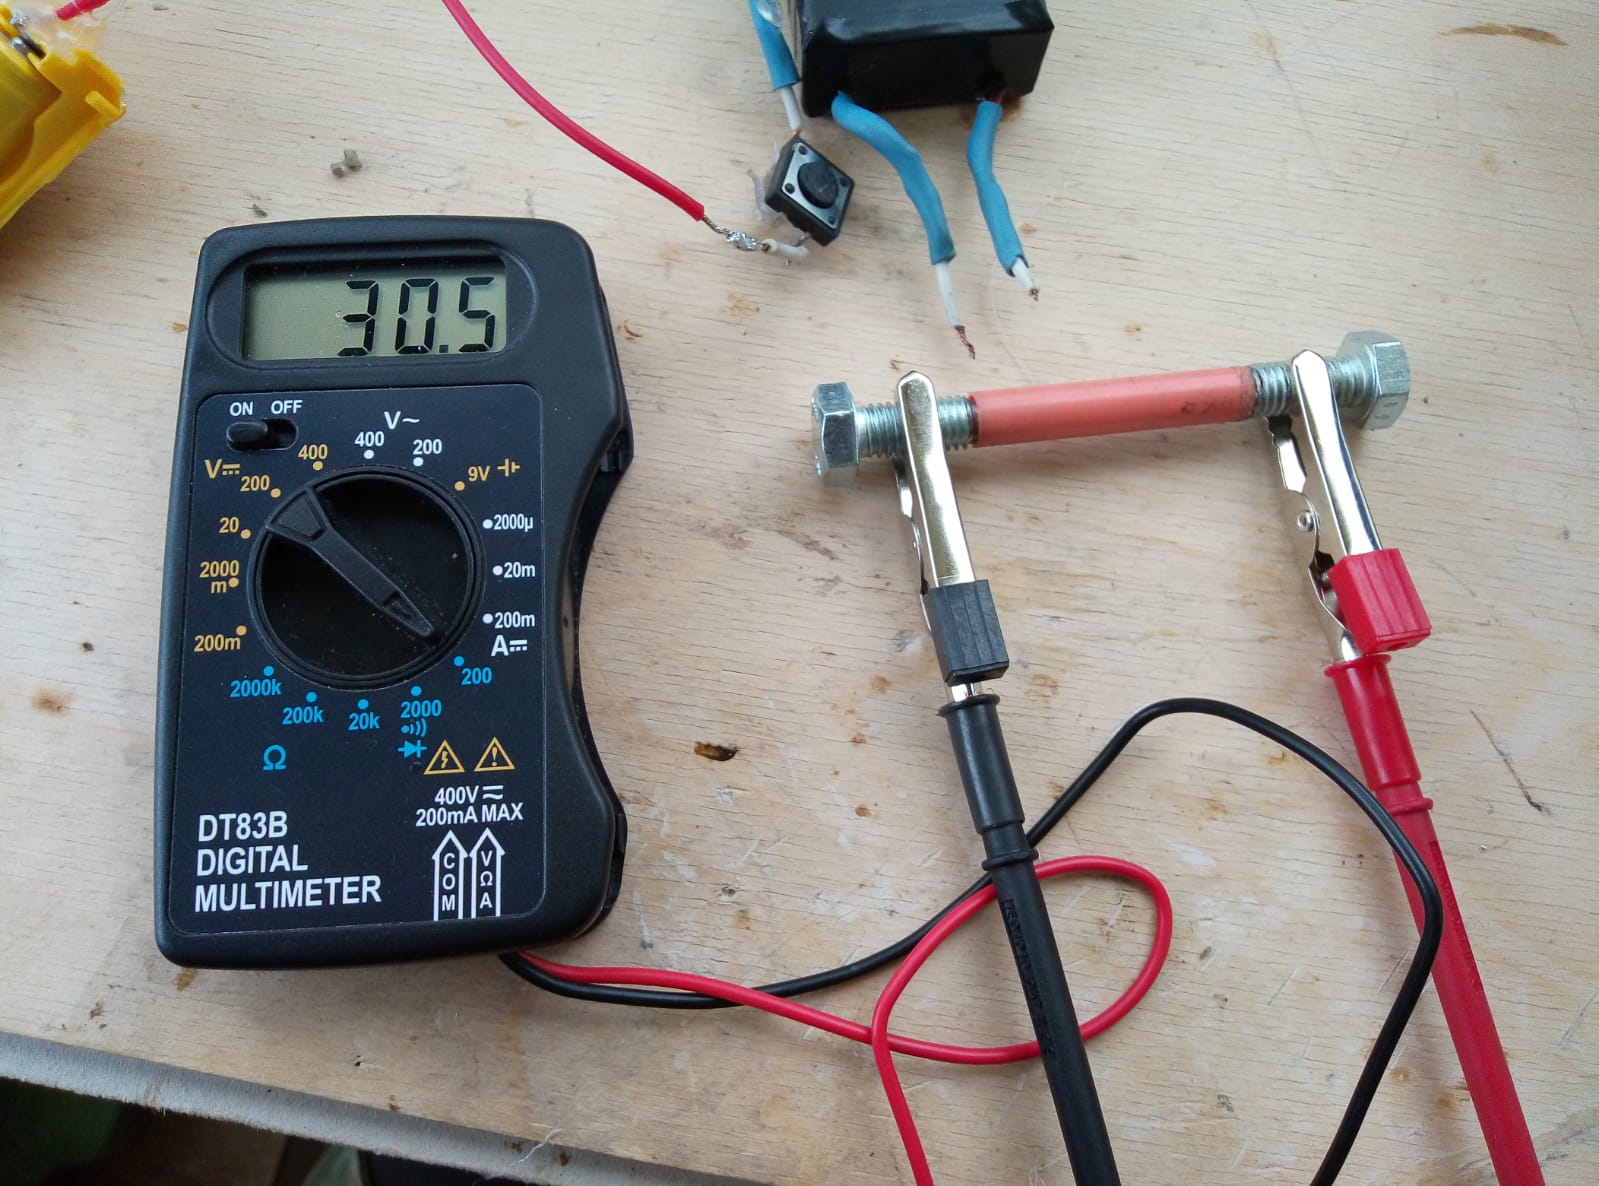 30.5
ON OFF
V~
400 200
400
V⎓
200
9V
20
2000µ
2000
m
20m
200m
200m
A⎓
2000k
200
200k
20k
2000
Ω
400V
200mA MAX
DT83B
DIGITAL
MULTIMETER
COM
VΩA